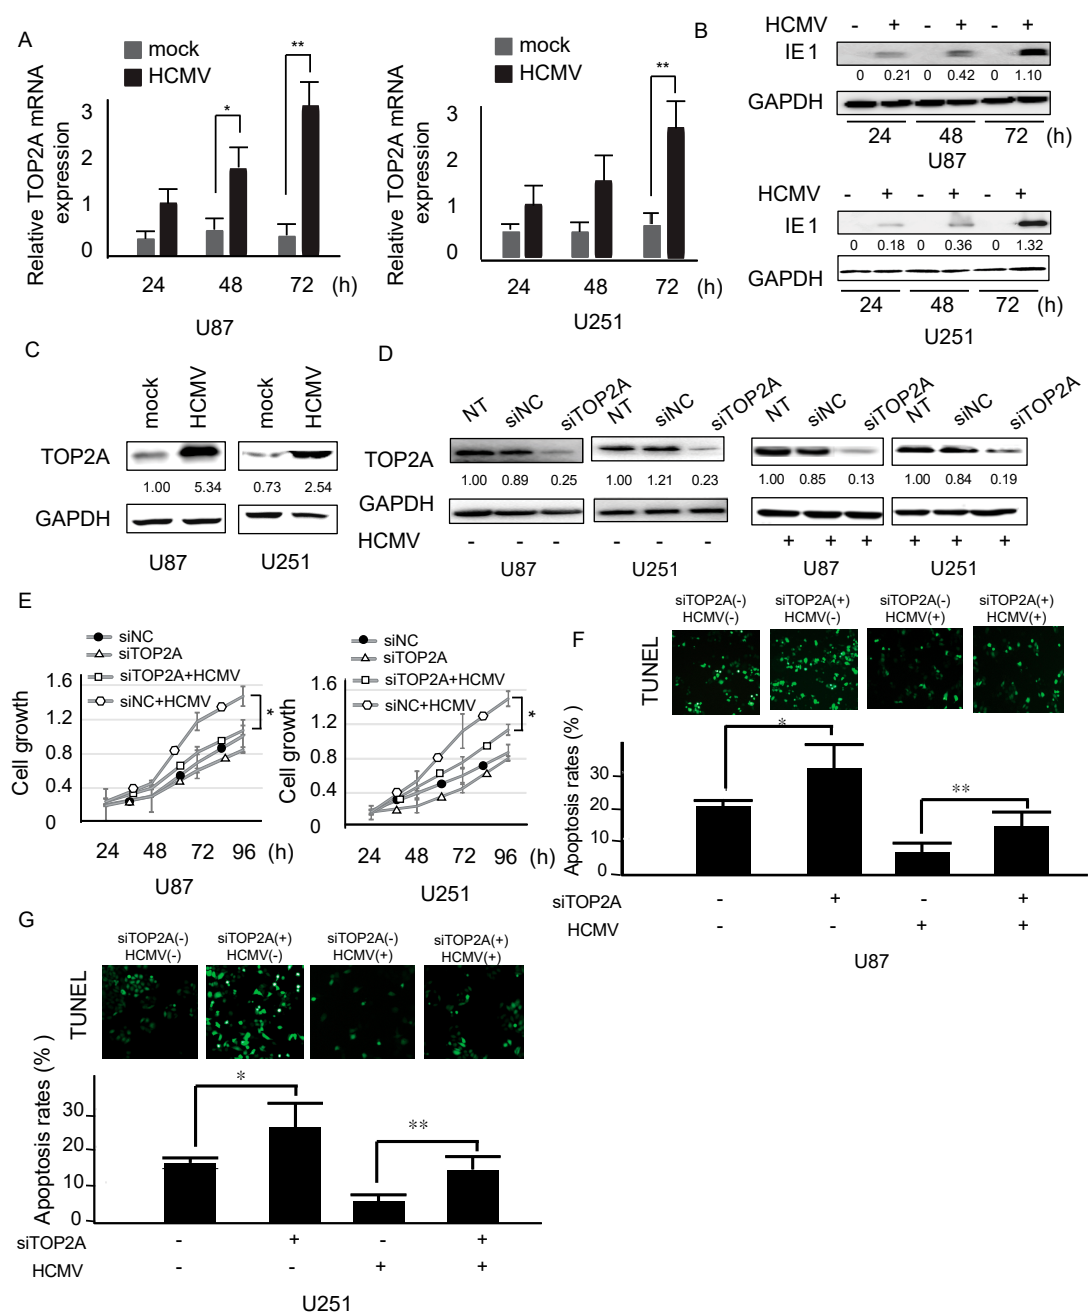 A
mock
HCMV
Relative TOP2A mRNA
expression
3
2
1
0
*
**
24 48 72 (h)
U87
mock
HCMV
Relative TOP2A mRNA
expression
3
2
1
0
**
24 48 72 (h)
U251
B
HCMV - + - + - +
IE1
0 0.21 0 0.42 0 1.10
GAPDH
24 48 72 (h)
U87
HCMV - + - + - +
IE1
0 0.18 0 0.36 0 1.32
GAPDH
24 48 72 (h)
U251
C
mock HCMV mock HCMV
TOP2A
1.00 5.34 0.73 2.54
GAPDH
U87 U251
D
NT siNC siTOP2A NT siNC siTOP2A NT siNC siTOP2A NT siNC siTOP2A
TOP2A
1.00 0.89 0.25 1.00 1.21 0.23 1.00 0.85 0.13 1.00 0.84 0.19
GAPDH
HCMV - - - - - - + + + + + +
U87 U251 U87 U251
E
siNC
siTOP2A
siTOP2A+HCMV
siNC+HCMV
Cell growth
1.6
1.2
0.8
0.4
0
*
24 48 72 96 (h)
U87
siNC
siTOP2A
siTOP2A+HCMV
siNC+HCMV
Cell growth
1.6
1.2
0.8
0.4
0
*
24 48 72 96 (h)
U251
F
siTOP2A(-) siTOP2A(+) siTOP2A(-) siTOP2A(+)
HCMV(-) HCMV(-) HCMV(+) HCMV(+)
TUNEL
Apoptosis rates (%)
30
20
10
0
*
**
siTOP2A - + - +
HCMV - - + +
U87
G
siTOP2A(-) siTOP2A(+) siTOP2A(-) siTOP2A(+)
HCMV(-) HCMV(-) HCMV(+) HCMV(+)
TUNEL
Apoptosis rates (%)
30
20
10
0
*
**
siTOP2A - + - +
HCMV - - + +
U251